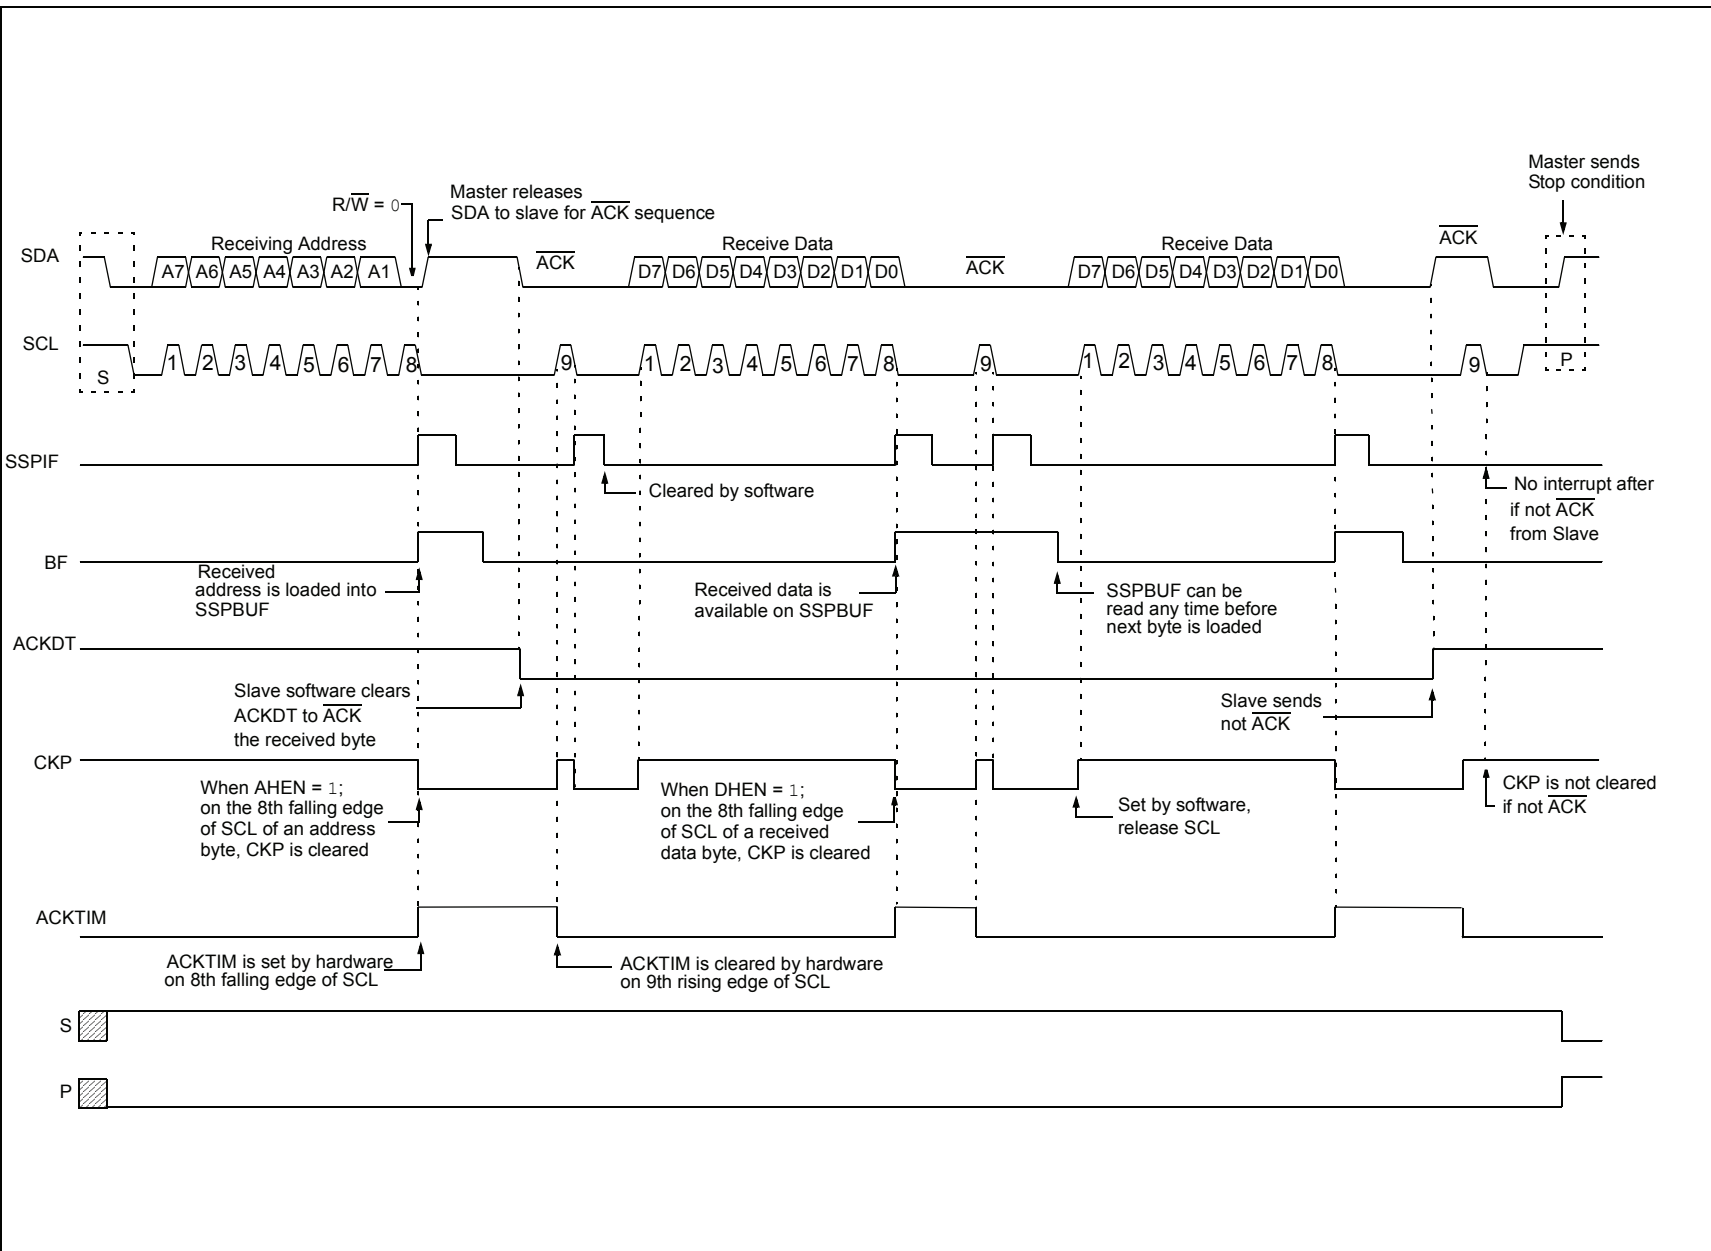 Master sends
Stop condition
R/W̅ = 0
Master releases
SDA to slave for A̅C̅K̅ sequence
SDA
Receiving Address
A̅C̅K̅
Receive Data
A̅C̅K̅
Receive Data
A̅C̅K̅
A7 A6 A5 A4 A3 A2 A1
D7 D6 D5 D4 D3 D2 D1 D0
D7 D6 D5 D4 D3 D2 D1 D0
SCL
S
1 2 3 4 5 6 7 8 9
1 2 3 4 5 6 7 8 9
1 2 3 4 5 6 7 8 9
P
SSPIF
Cleared by software
No interrupt after
if not A̅C̅K̅
from Slave
BF
Received
address is loaded into
SSPBUF
Received data is
available on SSPBUF
SSPBUF can be
read any time before
next byte is loaded
ACKDT
Slave software clears
ACKDT to A̅C̅K̅
the received byte
Slave sends
not A̅C̅K̅
CKP
When AHEN = 1;
on the 8th falling edge
of SCL of an address
byte, CKP is cleared
When DHEN = 1;
on the 8th falling edge
of SCL of a received
data byte, CKP is cleared
Set by software,
release SCL
CKP is not cleared
if not A̅C̅K̅
ACKTIM
ACKTIM is set by hardware
on 8th falling edge of SCL
ACKTIM is cleared by hardware
on 9th rising edge of SCL
S
P